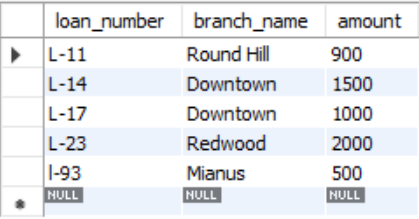 loan_number branch_name amount
L-11 Round Hill 900
L-14 Downtown 1500
L-17 Downtown 1000
L-23 Redwood 2000
l-93 Mianus 500
NULL NULL NULL